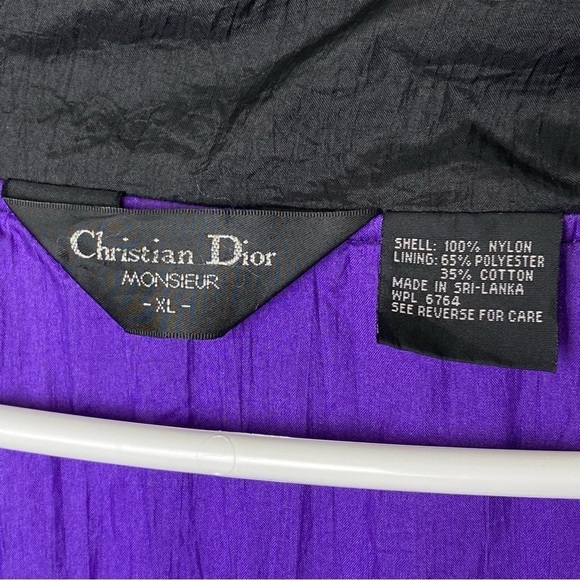 Christian Dior
MONSIEUR
- XL -
SHELL: 100% NYLON
LINING: 65% POLYESTER
35% COTTON
MADE IN SRI-LANKA
WPL 6764
SEE REVERSE FOR CARE